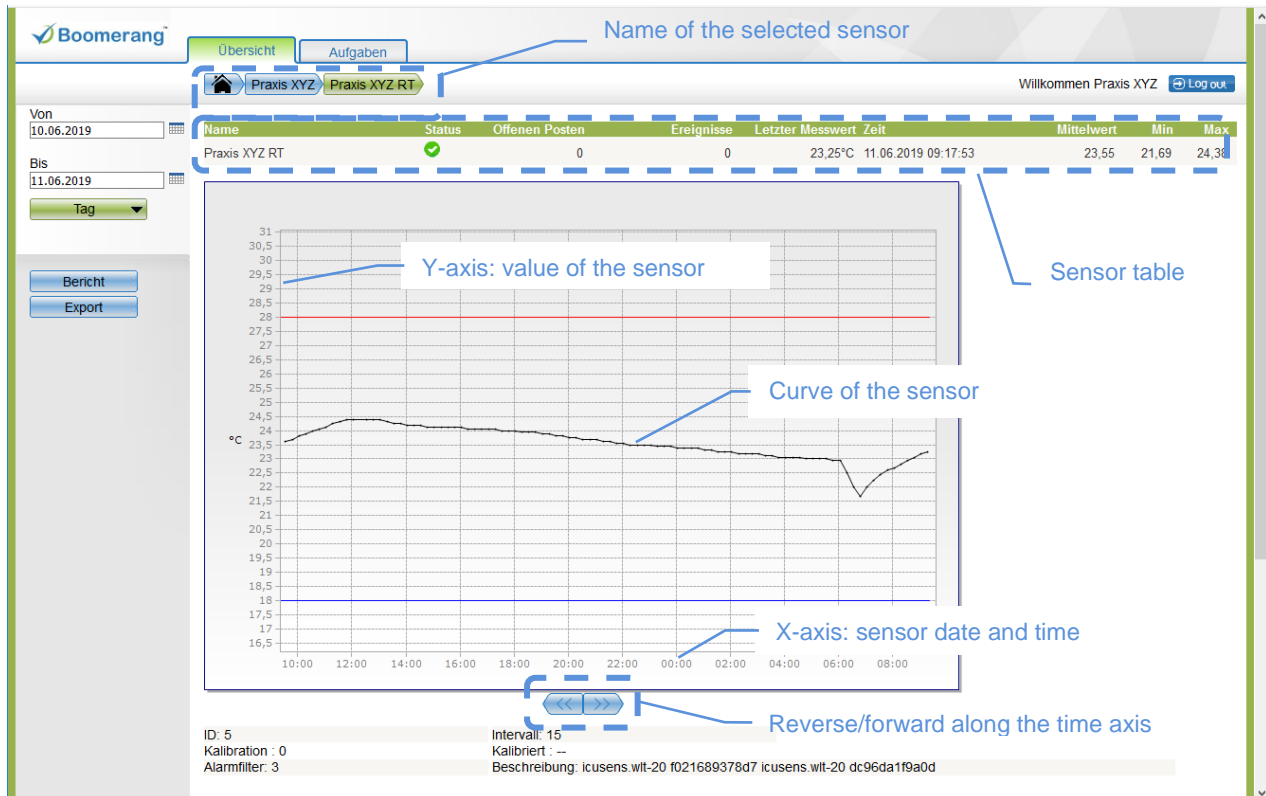 Boomerang™
Übersicht
Aufgaben
Name of the selected sensor
Praxis XYZ
Praxis XYZ RT
Willkommen Praxis XYZ
Log out
Von
10.06.2019
Bis
11.06.2019
Tag
Bericht
Export
Name Status Offenen Posten Ereignisse Letzter Messwert Zeit Mittelwert Min Max
Praxis XYZ RT 0 0 23,25°C 11.06.2019 09:17:53 23,55 21,69 24,38
Sensor table
Y-axis: value of the sensor
Curve of the sensor
31
30,5
30
29,5
29
28,5
28
27,5
27
26,5
26
25,5
25
24,5
24
°C
23,5
23
22,5
22
21,5
21
20,5
20
19,5
19
18,5
18
17,5
17
16,5
X-axis: sensor date and time
10:00 12:00 14:00 16:00 18:00 20:00 22:00 00:00 02:00 04:00 06:00 08:00
<< >>
Reverse/forward along the time axis
ID: 5 Intervall: 15
Kalibration : 0 Kalibriert : --
Alarmfilter: 3 Beschreibung: icusens.wlt-20 f021689378d7 icusens.wlt-20 dc96da1f9a0d